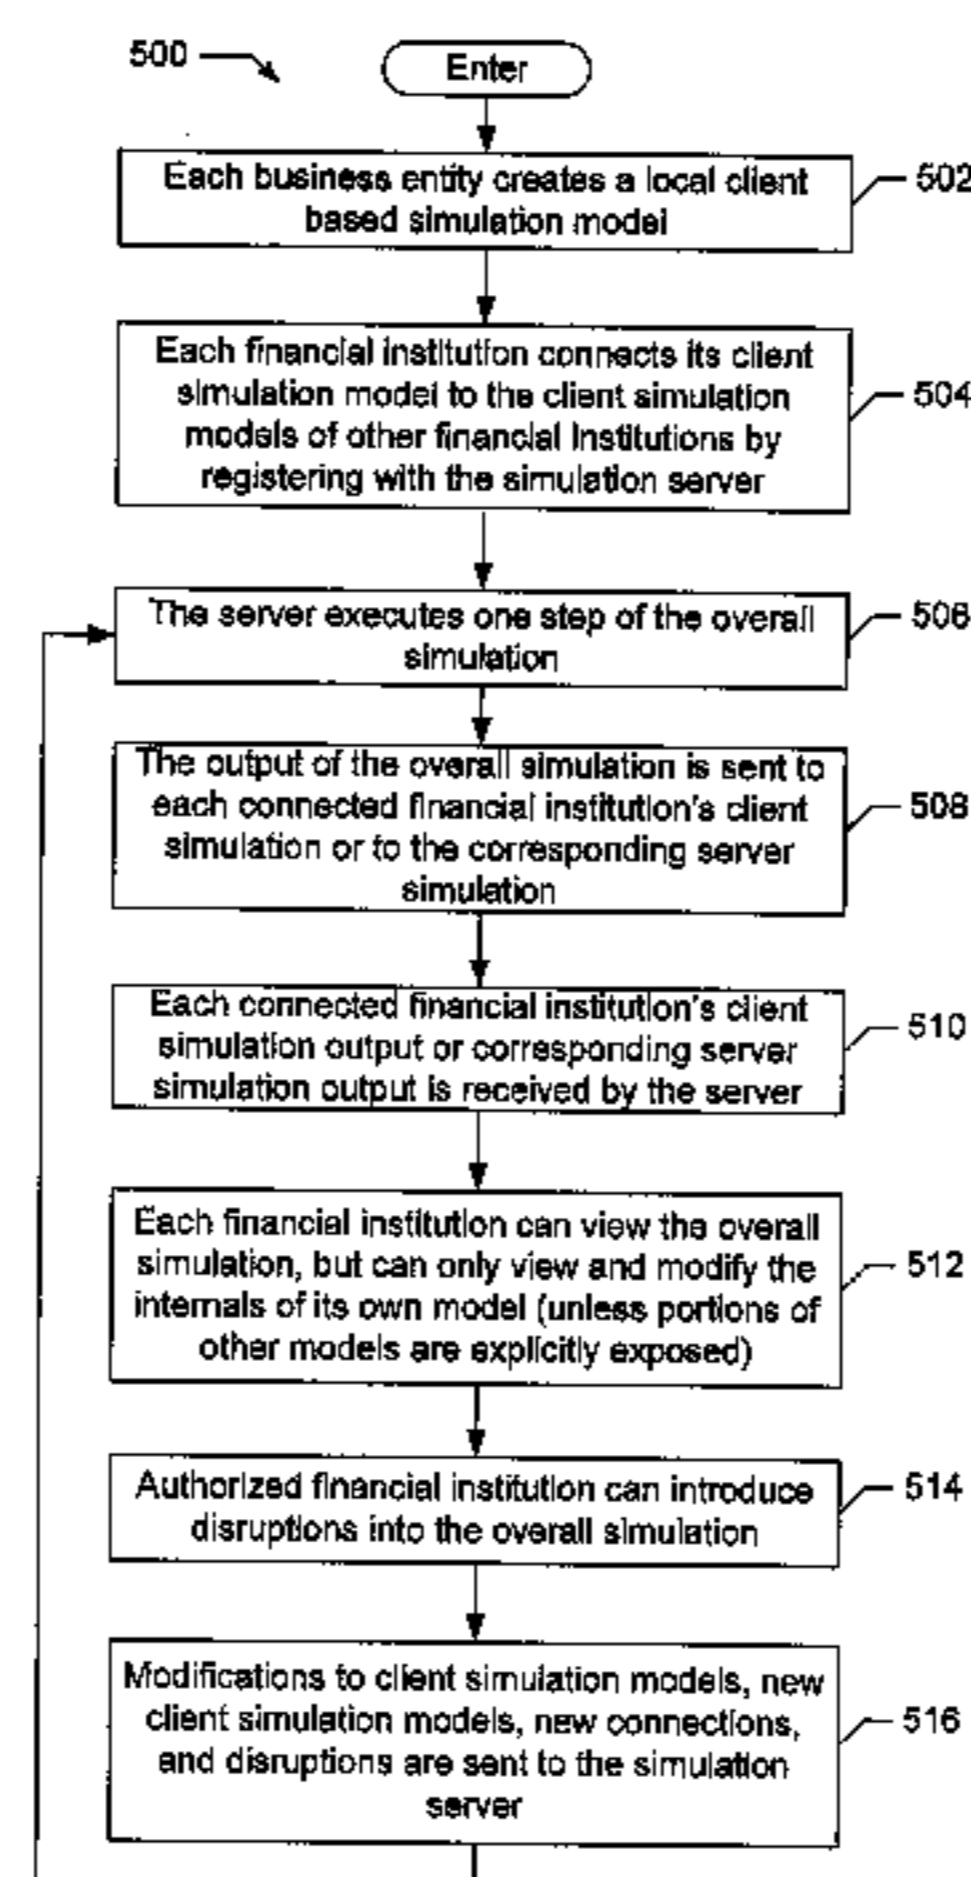 500
Enter
Each business entity creates a local client
based simulation model
502
Each financial institution connects its client
simulation model to the client simulation
models of other financial institutions by
registering with the simulation server
504
The server executes one step of the overall
simulation
506
The output of the overall simulation is sent to
each connected financial institution's client
simulation or to the corresponding server
simulation
508
Each connected financial institution's client
simulation output or corresponding server
simulation output is received by the server
510
Each financial institution can view the overall
simulation, but can only view and modify the
internals of its own model (unless portions of
other models are explicitly exposed)
512
Authorized financial institution can introduce
disruptions into the overall simulation
514
Modifications to client simulation models, new
client simulation models, new connections,
and disruptions are sent to the simulation
server
516